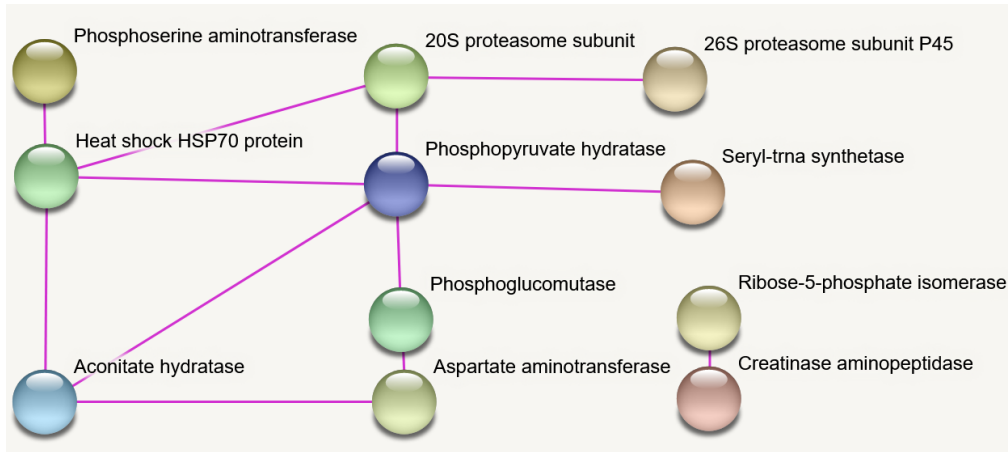 Phosphoserine aminotransferase
20S proteasome subunit
26S proteasome subunit P45
Heat shock HSP70 protein
Phosphopyruvate hydratase
Seryl-trna synthetase
Phosphoglucomutase
Ribose-5-phosphate isomerase
Aconitate hydratase
Aspartate aminotransferase
Creatinase aminopeptidase